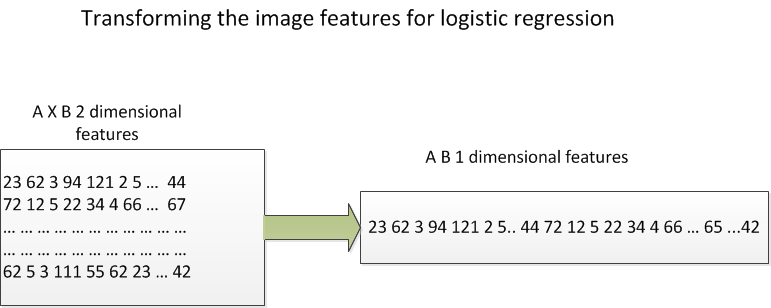 Transforming the image features for logistic regression
A X B 2 dimensional
features
23 62 3 94 121 2 5 ... 44
72 12 5 22 34 4 66 ... 67
... ... ... ... ... ... ... ... ... ... ...
... ... ... ... ... ... ... ... ... ... ...
62 5 3 111 55 62 23 ... 42
A B 1 dimensional features
23 62 3 94 121 2 5.. 44 72 12 5 22 34 4 66 ... 65 ...42